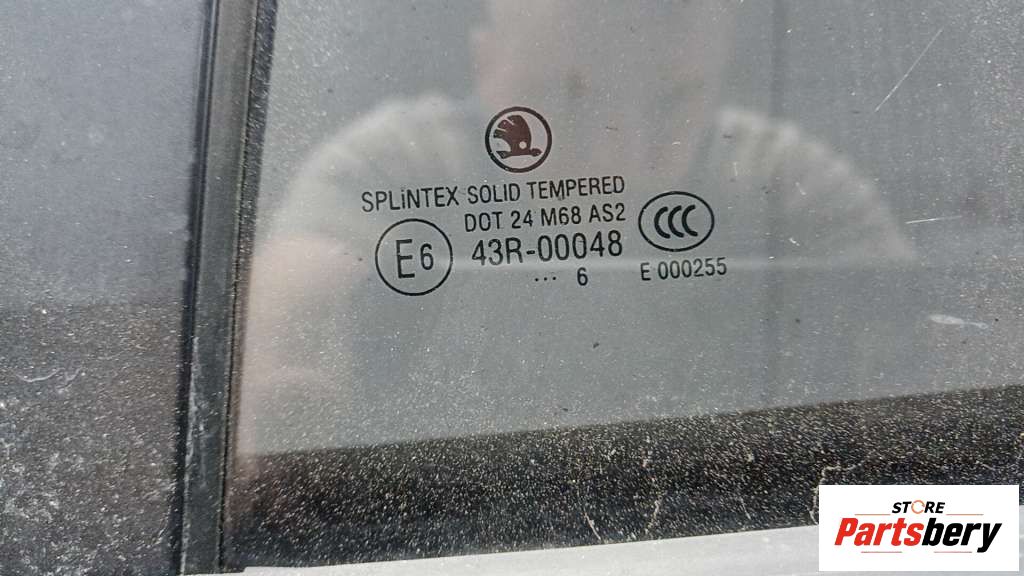 SPLiNTEX SOLID TEMPERED
DOT 24 M68 AS2
E6 43R-00048 CCC
... 6 E 000255
STORE
Partsbery